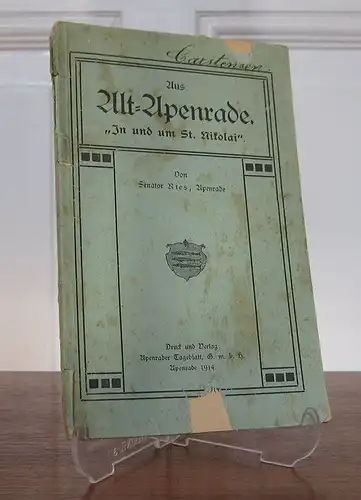 Carstensen
Aus
Alt-Apenrade.
„In und um St. Nikolai".
Von
Senator Ries, Apenrade
Druck und Verlag
Apenrader Tageblatt, G. m. b. H.
Apenrade 1914